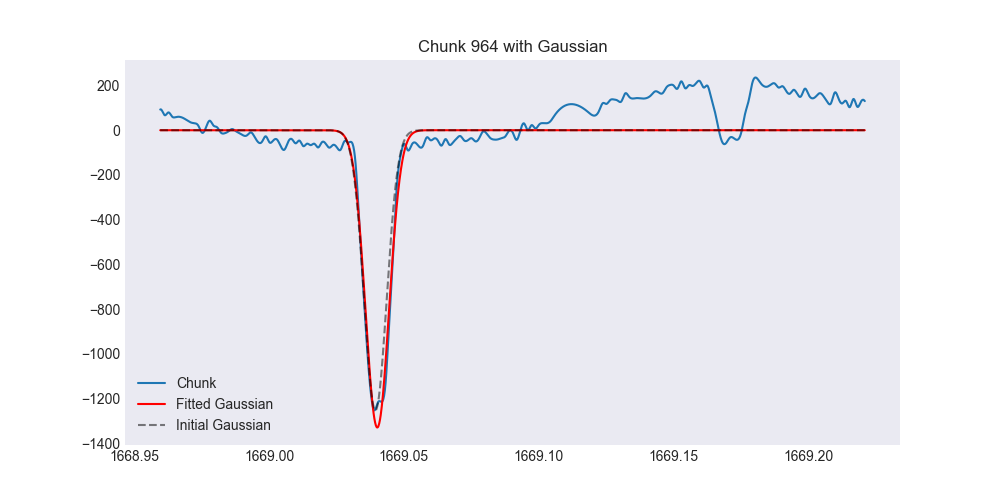 Chunk 964 with Gaussian
200
0
−200
−400
−600
−800
−1000
−1200
−1400
Chunk
Fitted Gaussian
Initial Gaussian
1668.95 1669.00 1669.05 1669.10 1669.15 1669.20